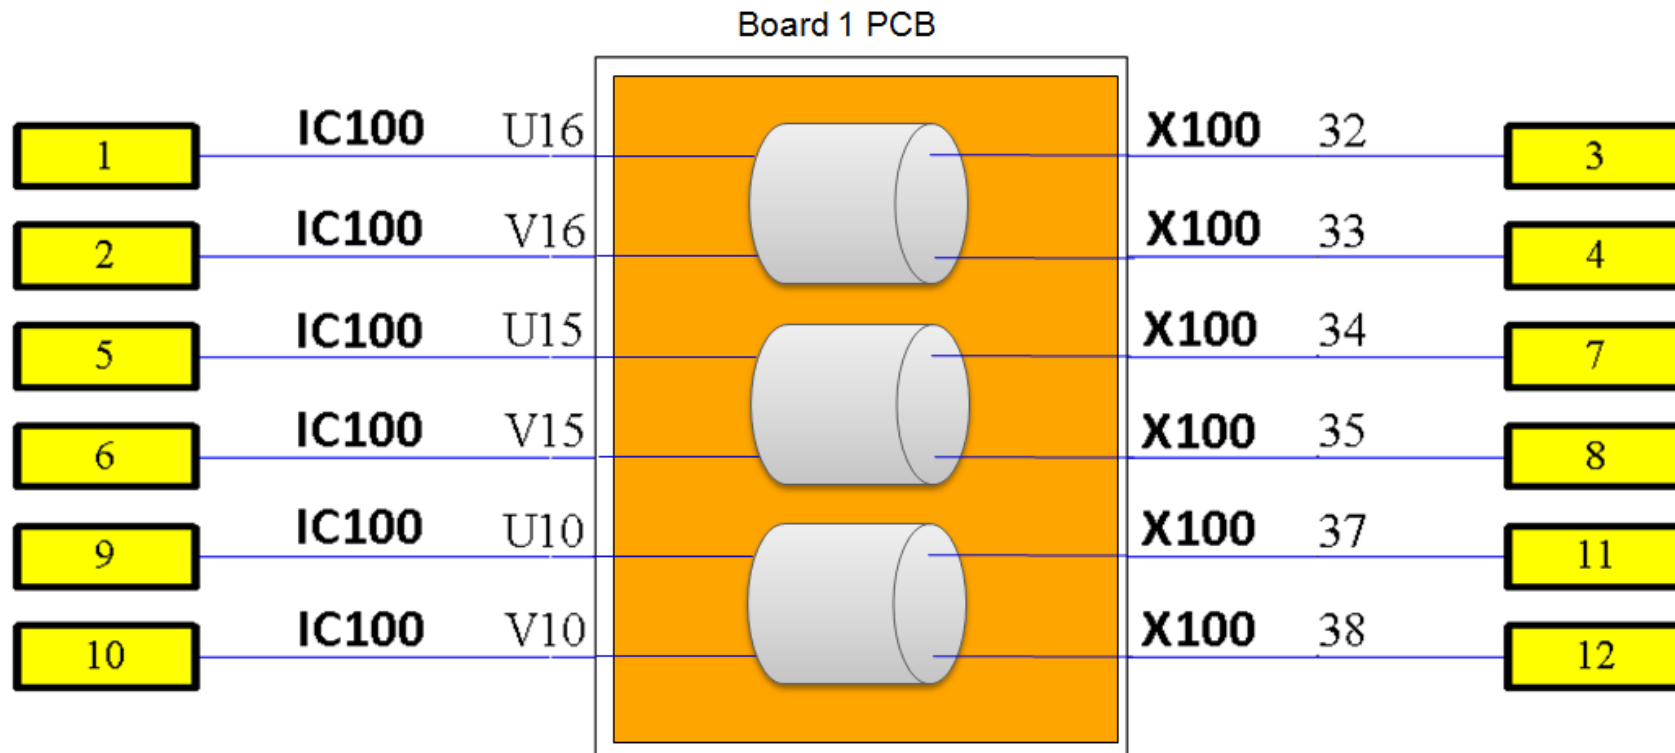 Board 1 PCB
1 IC100 U16 X100 32 3
2 IC100 V16 X100 33 4
5 IC100 U15 X100 34 7
6 IC100 V15 X100 35 8
9 IC100 U10 X100 37 11
10 IC100 V10 X100 38 12